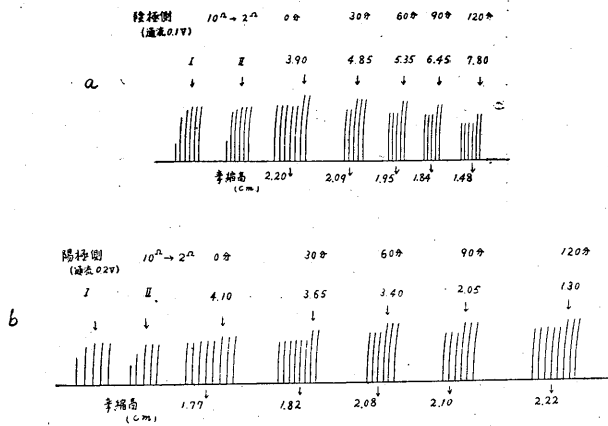 陰極側 10Ω→2Ω 0分 30分 60分 90分 120分
(通流0.1V)
I II 3.90 4.85 5.35 6.45 7.80
a
(Ω)
攣縮高 2.20 2.09 1.95 1.84 1.48
(cm)
陽極側 10Ω→2Ω 0分 30分 60分 90分 120分
(通流0.2V)
I II 4.10 3.65 3.40 2.05 1.30
b
攣縮高 1.77 1.82 2.08 2.10 2.22
(cm)